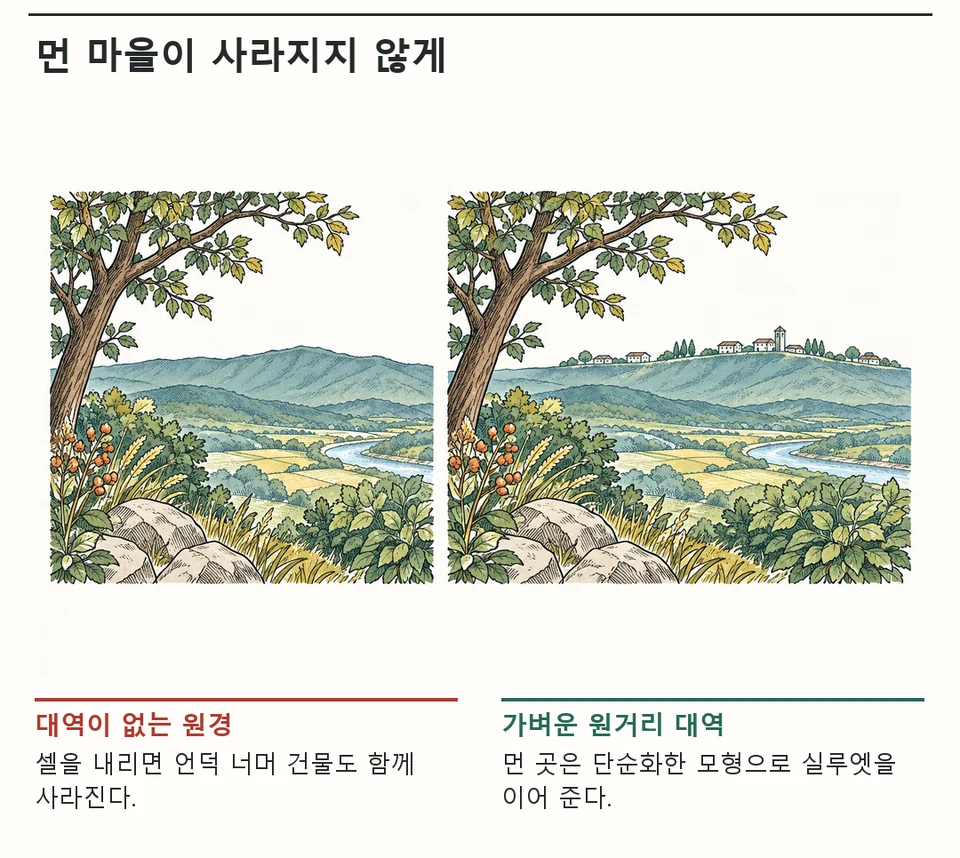 먼 마을이 사라지지 않게
대역이 없는 원경
셀을 내리면 언덕 너머 건물도 함께
사라진다.
가벼운 원거리 대역
먼 곳은 단순화한 모형으로 실루엣을
이어 준다.